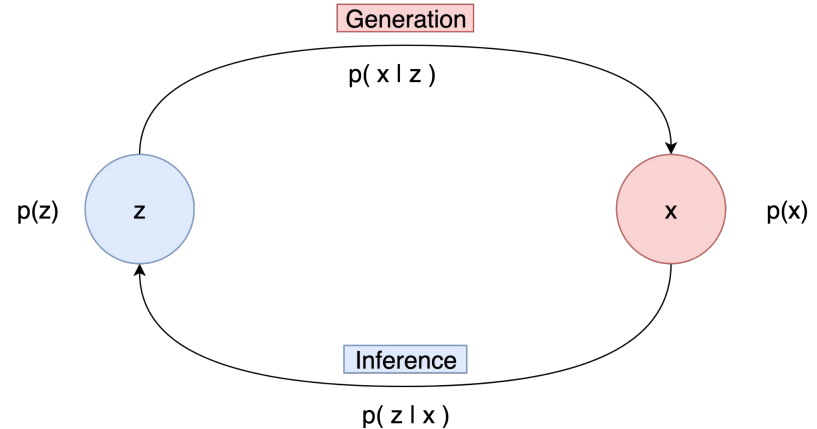 Generation
p( x | z )
p(z)
z
x
p(x)
Inference
p( z | x )